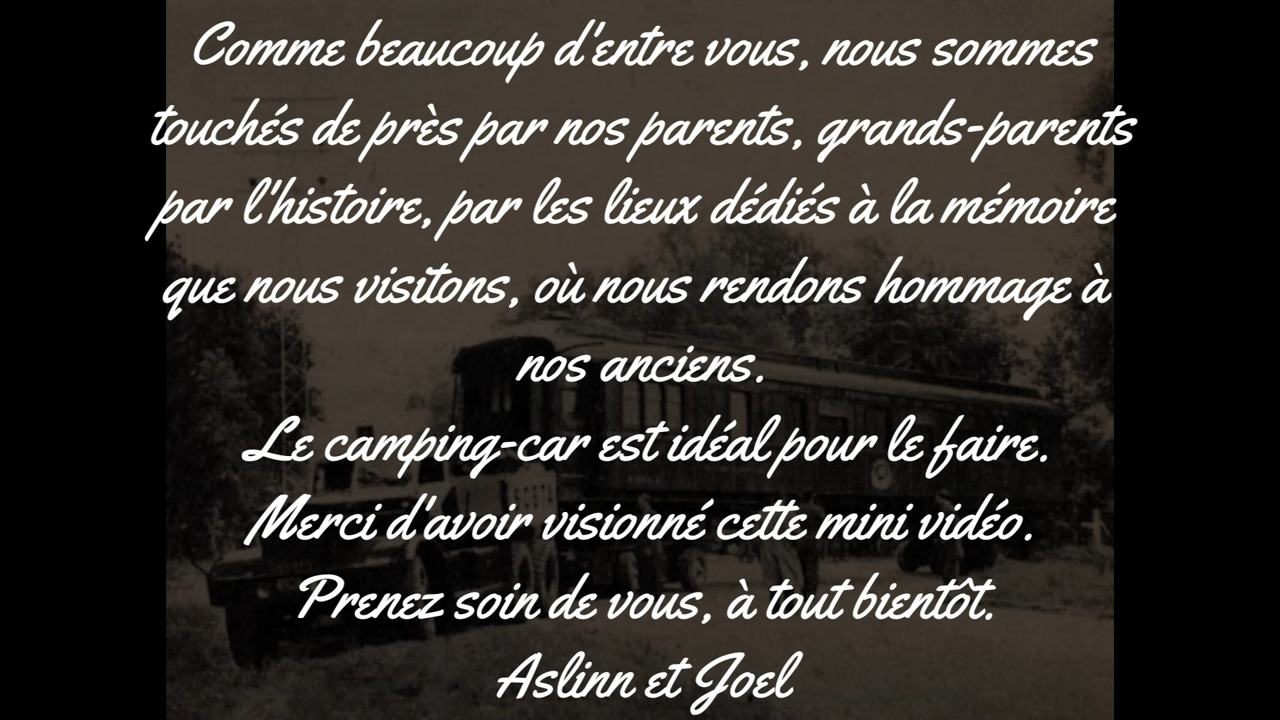 Comme beaucoup d'entre vous, nous sommes
touchés de près par nos parents, grands-parents
par l'histoire, par les lieux dédiés à la mémoire
que nous visitons, où nous rendons hommage à
nos anciens.
Le camping-car est idéal pour le faire.
Merci d'avoir visionné cette mini vidéo.
Prenez soin de vous, à tout bientôt.
Aslinn et Joel